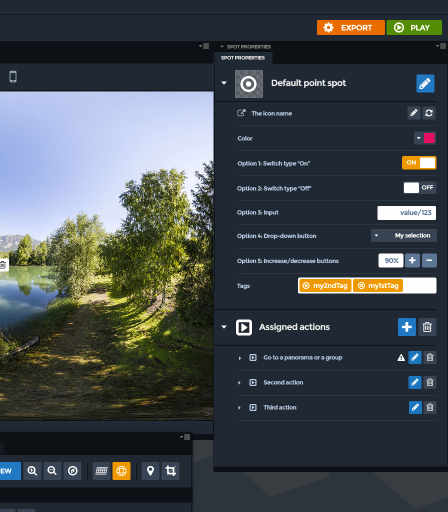 EXPORT
PLAY
SPOT PROPERTIES
SPOT PROPERTIES
Default point spot
The icon name
Color
Option 1: Switch type "On"
ON
Option 2: Switch type "Off"
OFF
Option 3: Input
value/123
Option 4: Drop-down button
My selection
Option 5: Increase/decrease buttons
90%
Tags
my2ndTag
my1stTag
Assigned actions
Go to a panorama or a group
Second action
Third action
EW